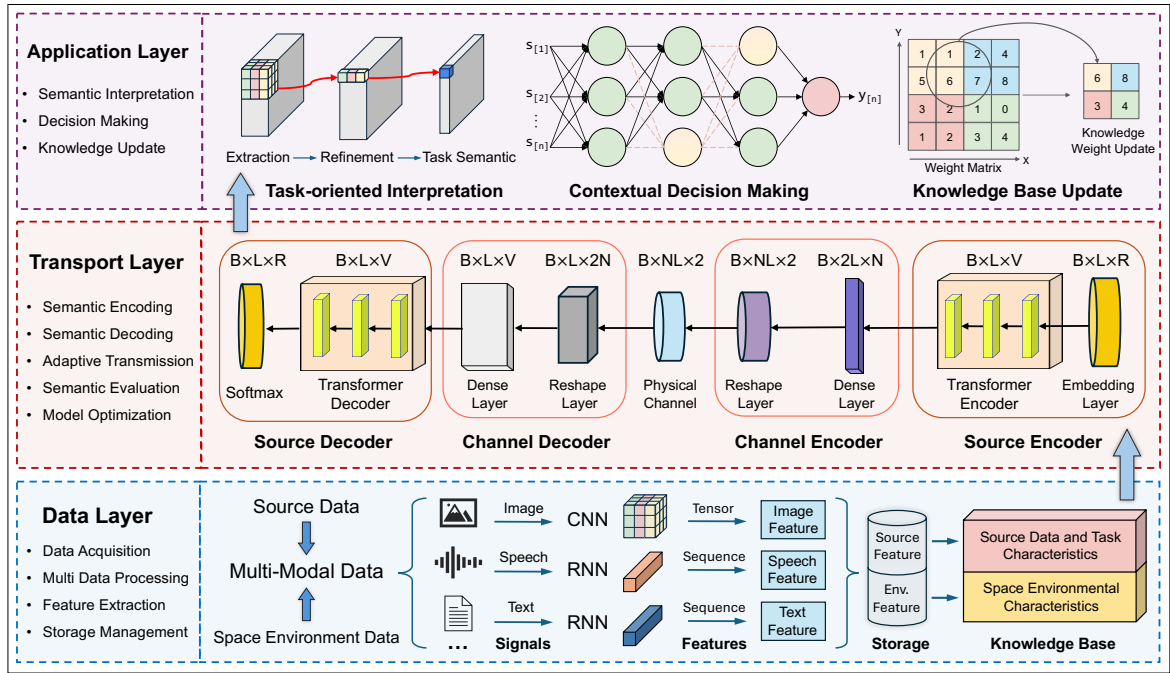 Application Layer
• Semantic Interpretation
• Decision Making
• Knowledge Update
Extraction
Refinement
Task Semantic
Task-oriented Interpretation
s[1]
s[2]
⋮
s[n]
y[n]
Contextual Decision Making
Y
1 1 2 4
5 6 7 8
3 2 1 0
1 2 3 4
X
Weight Matrix
6 8
3 4
Knowledge
Weight Update
Knowledge Base Update
Transport Layer
• Semantic Encoding
• Semantic Decoding
• Adaptive Transmission
• Semantic Evaluation
• Model Optimization
B×L×R
Softmax
B×L×V
Transformer
Decoder
Source Decoder
B×L×V
Dense
Layer
B×L×2N
Reshape
Layer
Channel Decoder
B×NL×2
Physical
Channel
B×NL×2
Reshape
Layer
B×2L×N
Dense
Layer
Channel Encoder
B×L×V
Transformer
Encoder
B×L×R
Embedding
Layer
Source Encoder
Data Layer
• Data Acquisition
• Multi Data Processing
• Feature Extraction
• Storage Management
Source Data
Multi-Modal Data
Space Environment Data
Image
CNN
Tensor
Image
Feature
Speech
RNN
Sequence
Speech
Feature
Text
RNN
Sequence
Text
Feature
...
Signals
Features
Source
Feature
Env.
Feature
Storage
Source Data and Task
Characteristics
Space Environmental
Characteristics
Knowledge Base